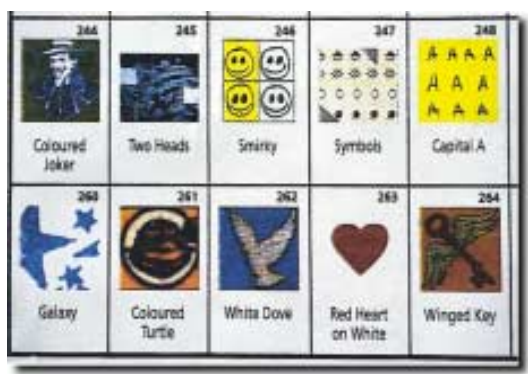 244 245 246 247 248
A A A A
A A A
A A A
Coloured Joker
Two Heads
Smirky
Symbols
Capital A
260 261 262 263 264
Galaxy
Coloured Turtle
White Dove
Red Heart on White
Winged Key